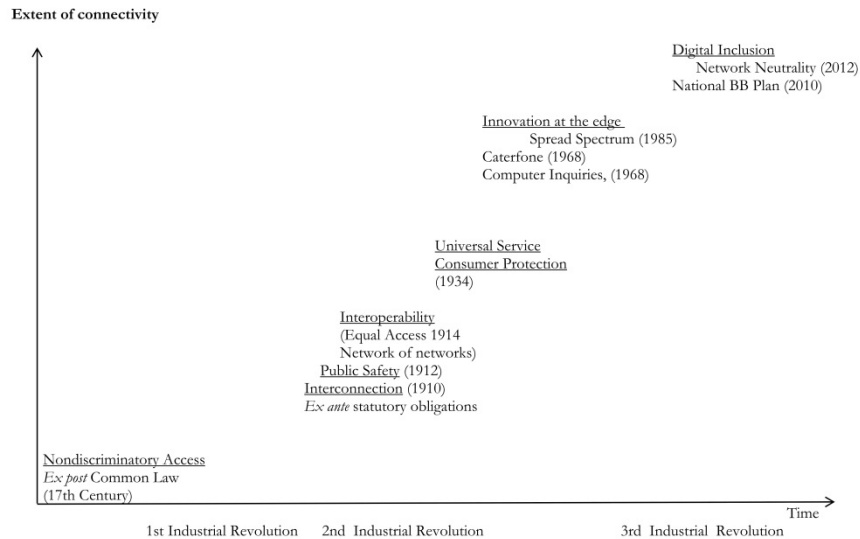 Extent of connectivity
Digital Inclusion
Network Neutrality (2012)
National BB Plan (2010)
Innovation at the edge
Spread Spectrum (1985)
Caterfone (1968)
Computer Inquiries, (1968)
Universal Service
Consumer Protection
(1934)
Interoperability
(Equal Access 1914
Network of networks)
Public Safety (1912)
Interconnection (1910)
Ex ante statutory obligations
Nondiscriminatory Access
Ex post Common Law
(17th Century)
Time
1st Industrial Revolution 2nd Industrial Revolution 3rd Industrial Revolution